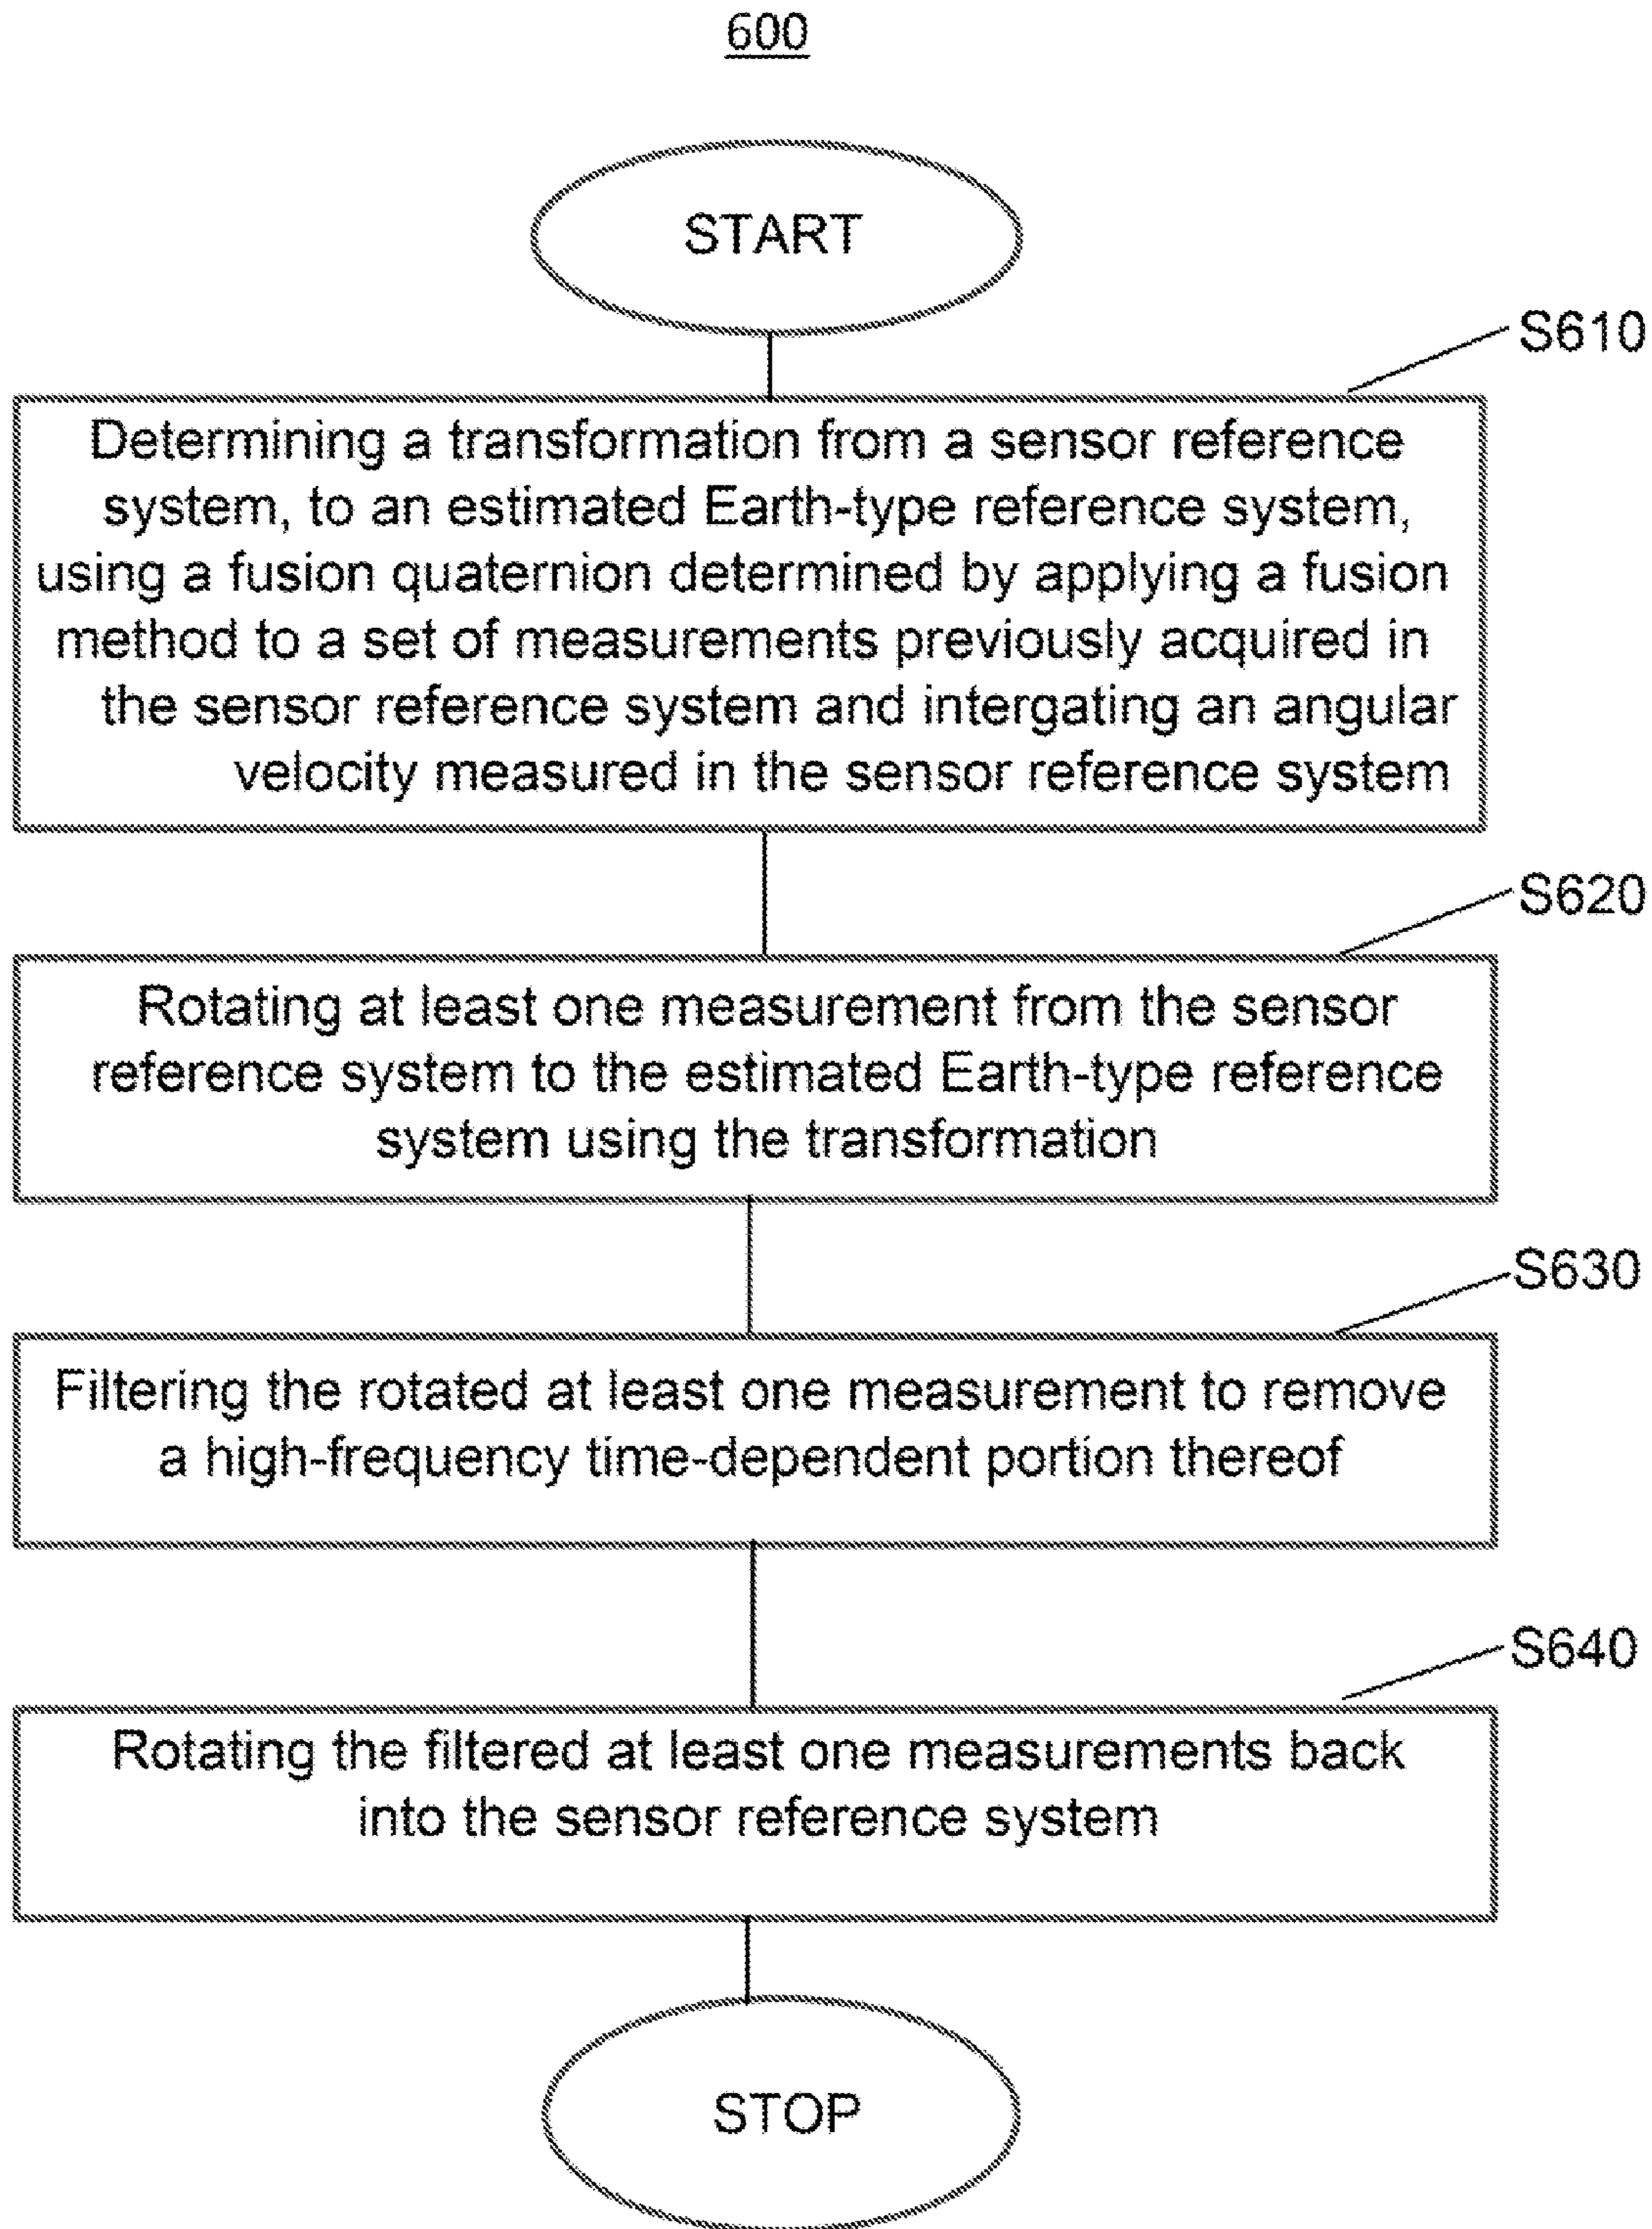 600
START
S610
Determining a transformation from a sensor reference
system, to an estimated Earth-type reference system,
using a fusion quaternion determined by applying a fusion
method to a set of measurements previously acquired in
the sensor reference system and intergating an angular
velocity measured in the sensor reference system
S620
Rotating at least one measurement from the sensor
reference system to the estimated Earth-type reference
system using the transformation
S630
Filtering the rotated at least one measurement to remove
a high-frequency time-dependent portion thereof
S640
Rotating the filtered at least one measurements back
into the sensor reference system
STOP